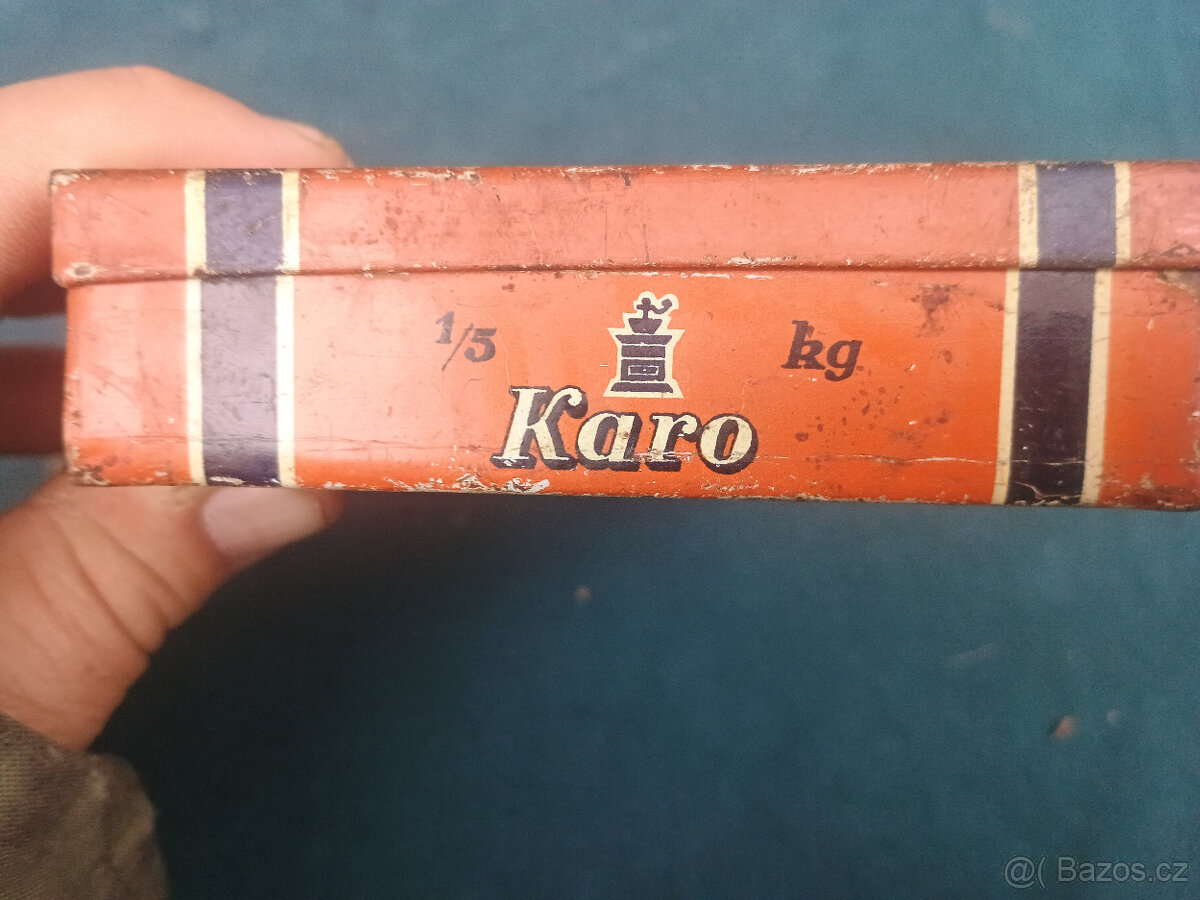 1/5 kg
Karo
@( Bazos.cz